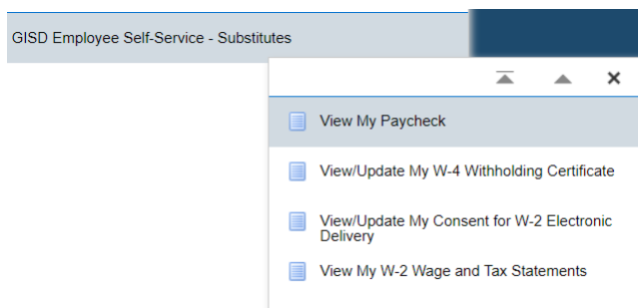 GISD Employee Self-Service - Substitutes
View My Paycheck
View/Update My W-4 Withholding Certificate
View/Update My Consent for W-2 Electronic
Delivery
View My W-2 Wage and Tax Statements